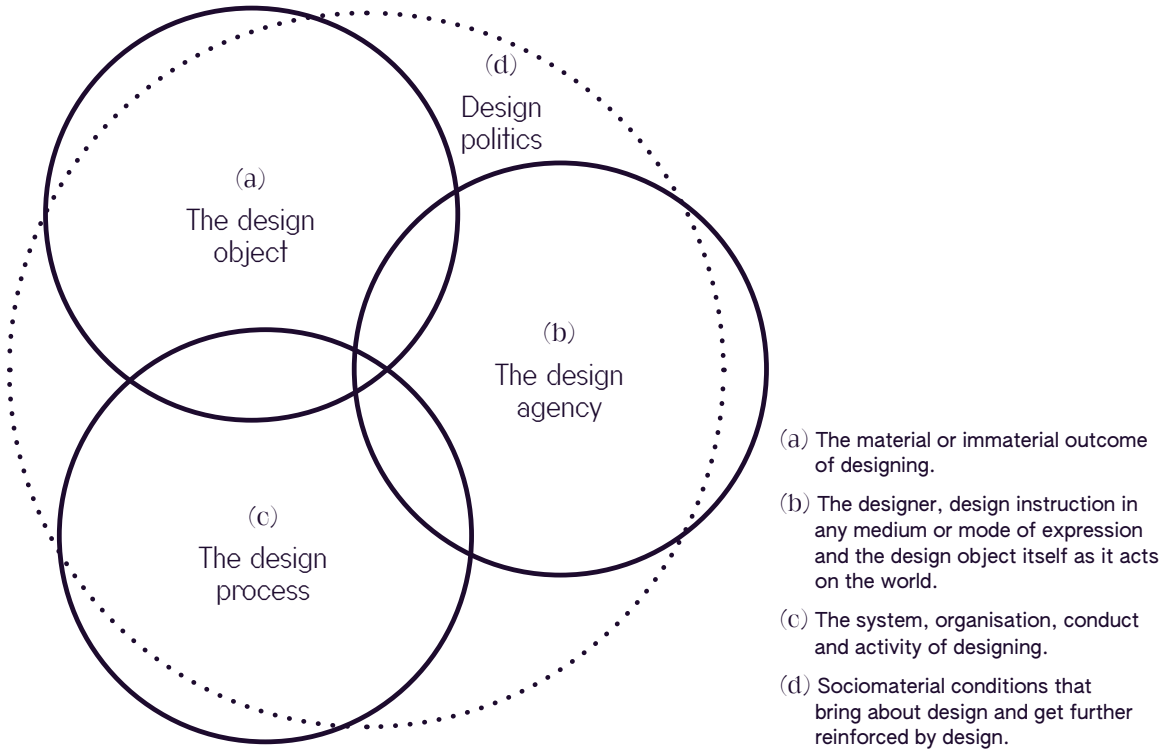 (d)
Design
politics
(a)
The design
object
(b)
The design
agency
(c)
The design
process
(a) The material or immaterial outcome
of designing.
(b) The designer, design instruction in
any medium or mode of expression
and the design object itself as it acts
on the world.
(c) The system, organisation, conduct
and activity of designing.
(d) Sociomaterial conditions that
bring about design and get further
reinforced by design.